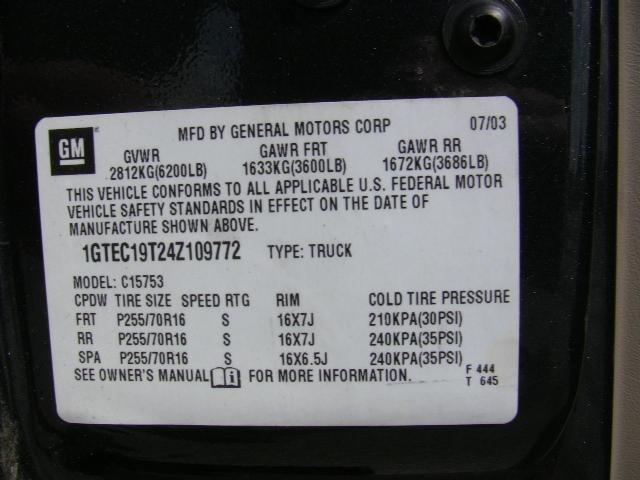 GM
MFD BY GENERAL MOTORS CORP 07/03
GVWR GAWR FRT GAWR RR
2812KG(6200LB) 1633KG(3600LB) 1672KG(3686LB)
THIS VEHICLE CONFORMS TO ALL APPLICABLE U.S. FEDERAL MOTOR
VEHICLE SAFETY STANDARDS IN EFFECT ON THE DATE OF
MANUFACTURE SHOWN ABOVE.
1GTEC19T24Z109772 TYPE: TRUCK
MODEL: C15753
CPDW TIRE SIZE SPEED RTG RIM COLD TIRE PRESSURE
FRT P255/70R16 S 16X7J 210KPA(30PSI)
RR P255/70R16 S 16X7J 240KPA(35PSI)
SPA P255/70R16 S 16X6.5J 240KPA(35PSI)
SEE OWNER'S MANUAL i FOR MORE INFORMATION. F 444
T 645